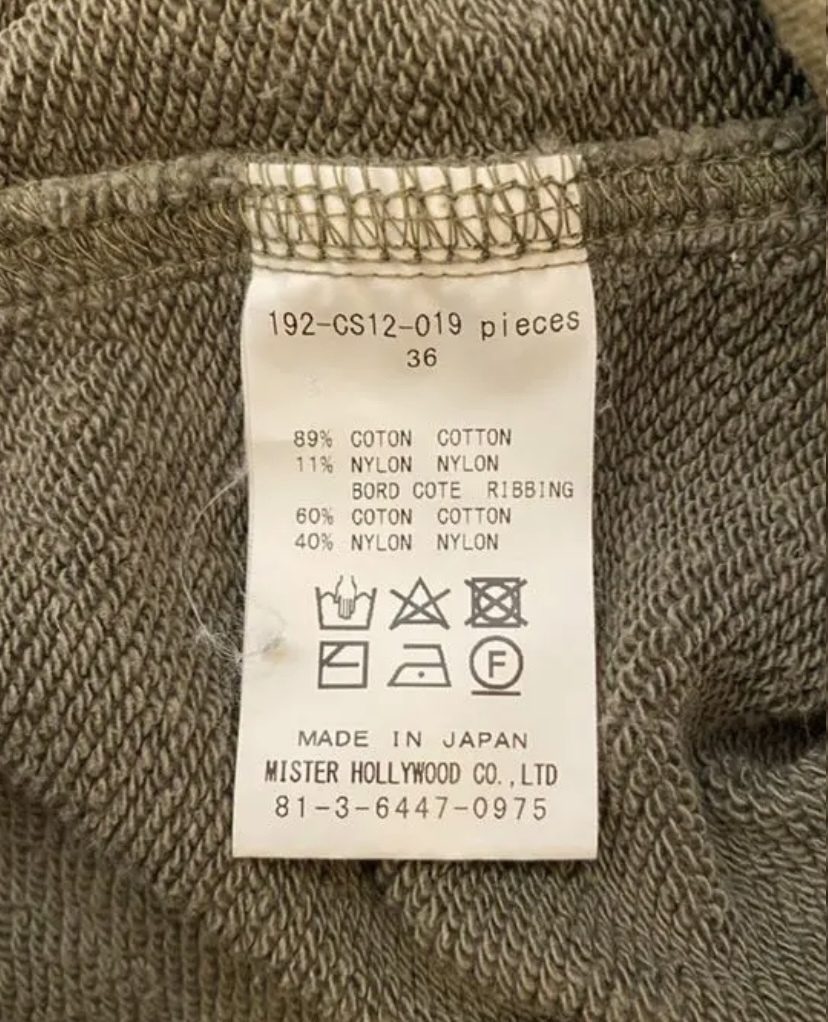 192-CS12-019 pieces
36
89% COTON COTTON
11% NYLON NYLON
BORD COTE RIBBING
60% COTON COTTON
40% NYLON NYLON
F
MADE IN JAPAN
MISTER HOLLYWOOD CO.,LTD
81-3-6447-0975